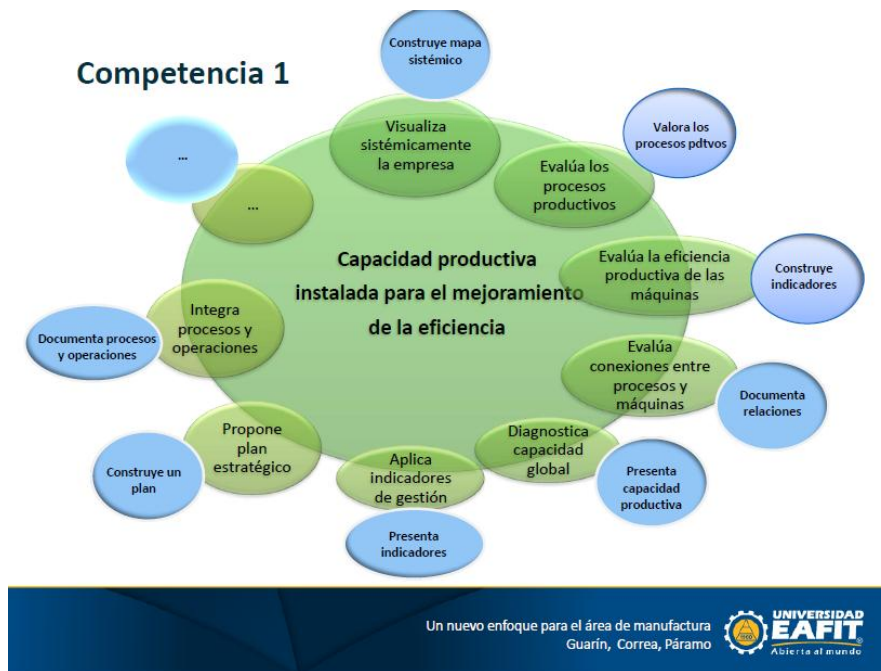 Competencia 1
Construye mapa
sistémico
Visualiza
sistémicamente
la empresa
Valora los
procesos pdtvos
Evalúa los
procesos
productivos
Evalúa la eficiencia
productiva de las
máquinas
Construye
indicadores
Evalúa
conexiones entre
procesos y
máquinas
Documenta
relaciones
Diagnostica
capacidad
global
Presenta
capacidad
productiva
Aplica
indicadores
de gestión
Presenta
indicadores
Propone
plan
estratégico
Construye un
plan
Integra
procesos y
operaciones
Documenta procesos
y operaciones
...
...
Capacidad productiva
instalada para el mejoramiento
de la eficiencia
Un nuevo enfoque para el área de manufactura
Guarín, Correa, Páramo
UNIVERSIDAD
EAFIT
Abierta al mundo